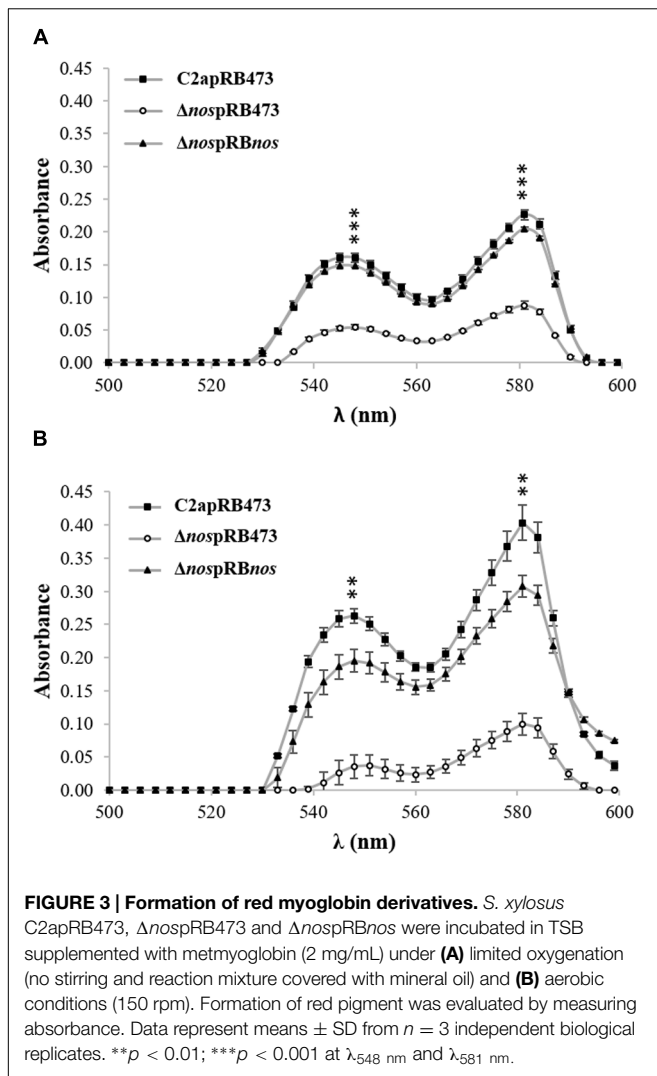 A
0.45
0.40
0.35
0.30
0.25
0.20
0.15
0.10
0.05
0.00
Absorbance
C2apRB473
ΔnospRB473
ΔnospRBnos
***
***
500
520
540
560
580
600
λ (nm)
B
0.45
0.40
0.35
0.30
0.25
0.20
0.15
0.10
0.05
0.00
Absorbance
C2apRB473
ΔnospRB473
ΔnospRBnos
**
**
500
520
540
560
580
600
λ (nm)
FIGURE 3 | Formation of red myoglobin derivatives. S. xylosus
C2apRB473, ΔnospRB473 and ΔnospRBnos were incubated in TSB
supplemented with metmyoglobin (2 mg/mL) under (A) limited oxygenation
(no stirring and reaction mixture covered with mineral oil) and (B) aerobic
conditions (150 rpm). Formation of red pigment was evaluated by measuring
absorbance. Data represent means ± SD from n = 3 independent biological
replicates. **p < 0.01; ***p < 0.001 at λ548 nm and λ581 nm.